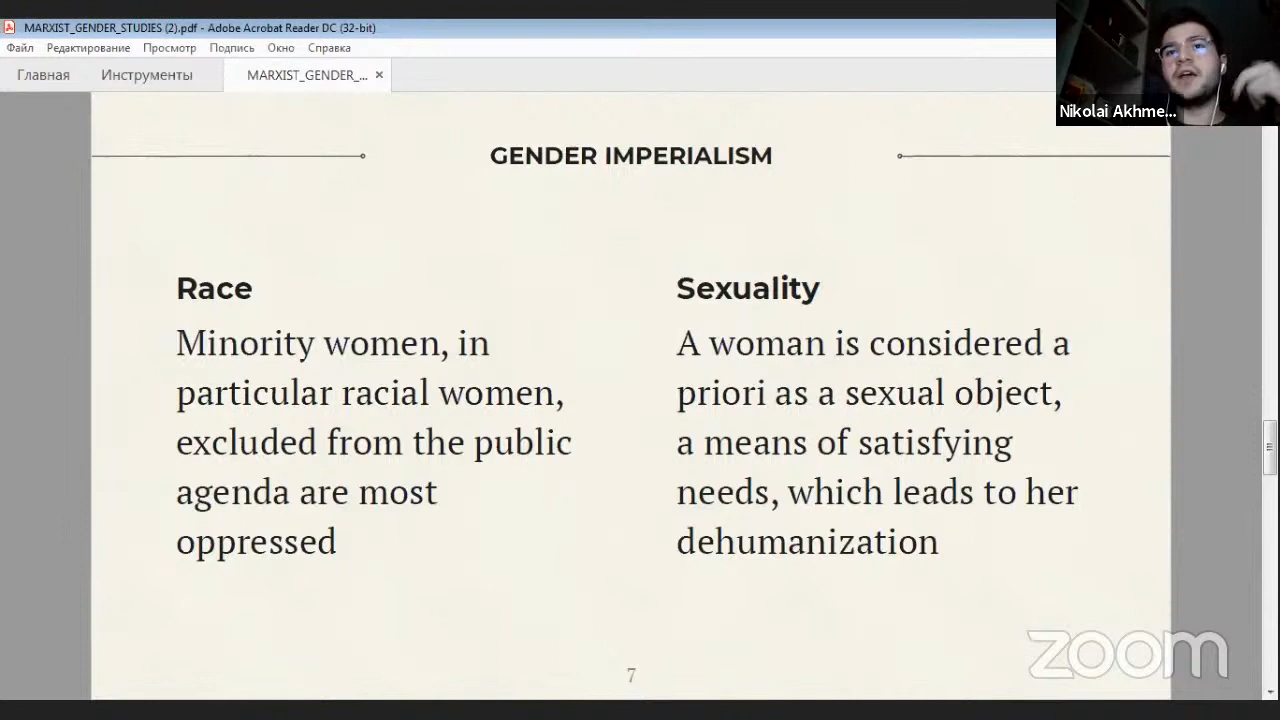 MARXIST_GENDER_STUDIES (2).pdf - Adobe Acrobat Reader DC (32-bit)
Файл Редактирование Просмотр Подпись Окно Справка
Главная Инструменты MARXIST_GENDER_... ×
Nikolai Akhme...
GENDER IMPERIALISM
Race
Minority women, in
particular racial women,
excluded from the public
agenda are most
oppressed
Sexuality
A woman is considered a
priori as a sexual object,
a means of satisfying
needs, which leads to her
dehumanization
7
zoom